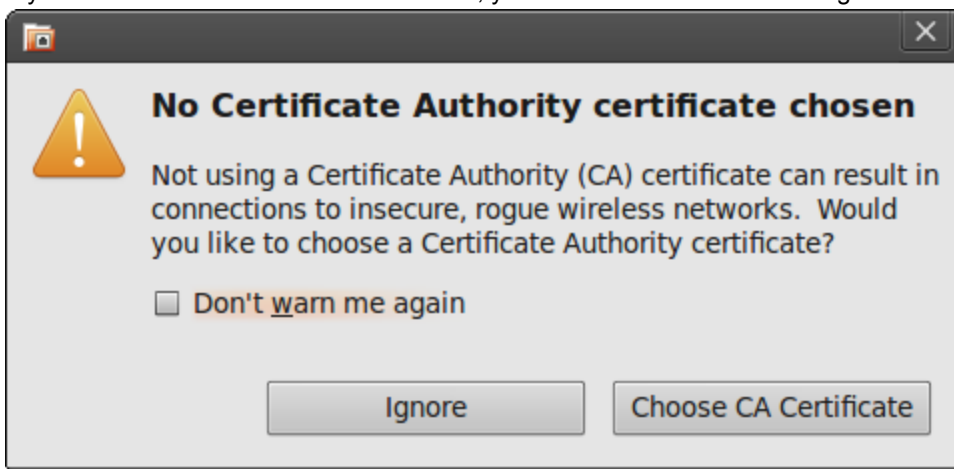 No Certificate Authority certificate chosen
Not using a Certificate Authority (CA) certificate can result in
connections to insecure, rogue wireless networks.  Would
you like to choose a Certificate Authority certificate?
Don't warn me again
Ignore
Choose CA Certificate